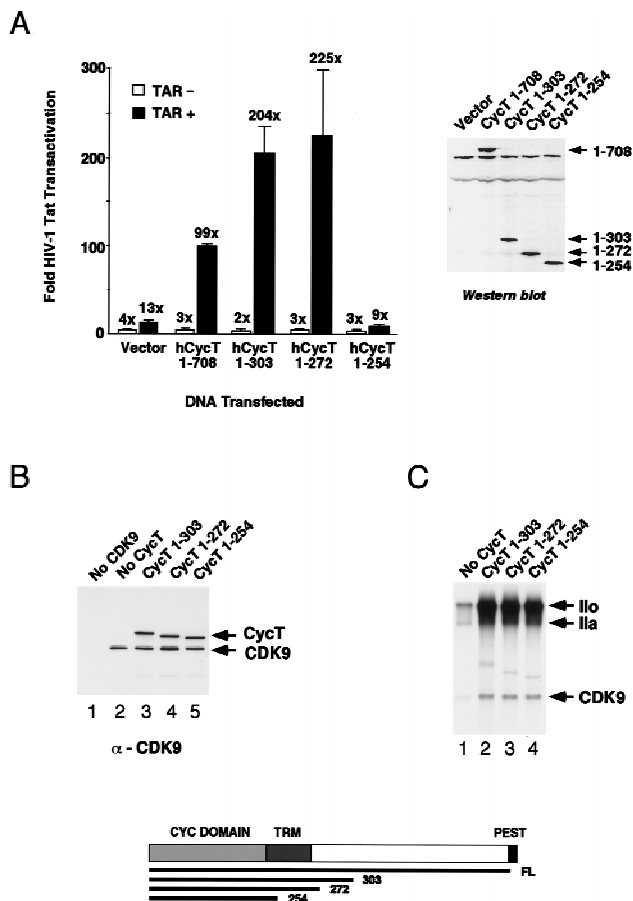 A
Fold HIV-1 Tat Transactivation
300
200
100
0
TAR –
TAR +
4x
13x
3x
99x
2x
204x
3x
225x
3x
9x
Vector
hCycT 1-708
hCycT 1-303
hCycT 1-272
hCycT 1-254
DNA Transfected
Vector
CycT 1-708
CycT 1-303
CycT 1-272
CycT 1-254
1-708
1-303
1-272
1-254
Western blot
B
No CDK9
No CycT
CycT 1-303
CycT 1-272
CycT 1-254
CycT
CDK9
1 2 3 4 5
α - CDK9
C
No CycT
CycT 1-303
CycT 1-272
CycT 1-254
IIo
IIa
CDK9
1 2 3 4
CYC DOMAIN TRM PEST
FL
303
272
254